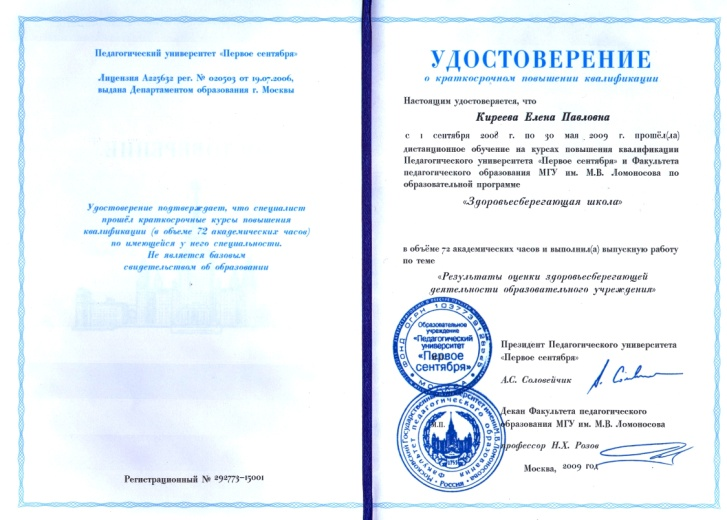 Педагогический университет «Первое сентября»
Лицензия А225632 рег. № 020503 от 19.07.2006,
выдана Департаментом образования г. Москвы
Удостоверение подтверждает, что специалист
прошёл краткосрочные курсы повышения
квалификации (в объеме 72 академических часов)
по имеющейся у него специальности.
Не является базовым
свидетельством об образовании
Регистрационный № 292773-15001
УДОСТОВЕРЕНИЕ
о краткосрочном повышении квалификации
Настоящим удостоверяется, что
Киреева Елена Павловна
с 1 сентября 2008 г. по 30 мая 2009 г. прошёл(ла)
дистанционное обучение на курсах повышения квалификации
Педагогического университета «Первое сентября» и Факультета
педагогического образования МГУ им. М.В. Ломоносова по
образовательной программе
«Здоровьесберегающая школа»
в объёме 72 академических часов и выполнил(а) выпускную работу
по теме
«Результаты оценки здоровьесберегающей
деятельности образовательного учреждения»
Образовательное
учреждение
«Педагогический
университет
«Первое
сентября»
МОСКВА
Президент Педагогического университета
«Первое сентября»
А.С. Соловейчик
Декан Факультета педагогического
М.П.
образования МГУ им. М.В. Ломоносова
профессор Н.Х. Розов
Москва, 2009 год